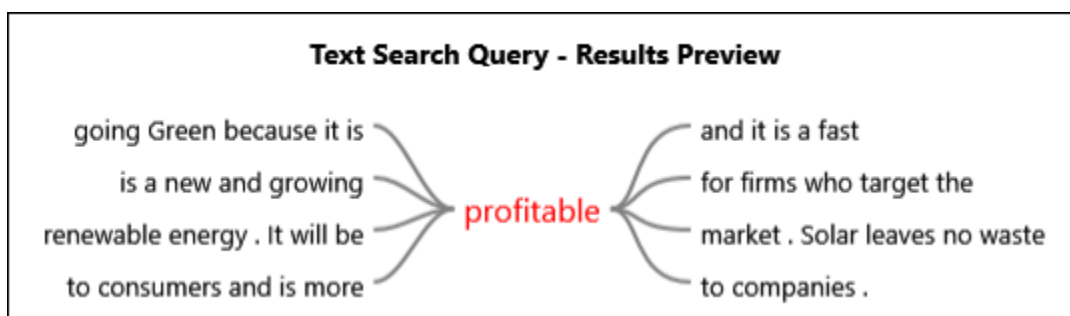 Text Search Query - Results Preview
going Green because it is
is a new and growing
renewable energy . It will be
to consumers and is more
profitable
and it is a fast
for firms who target the
market . Solar leaves no waste
to companies .